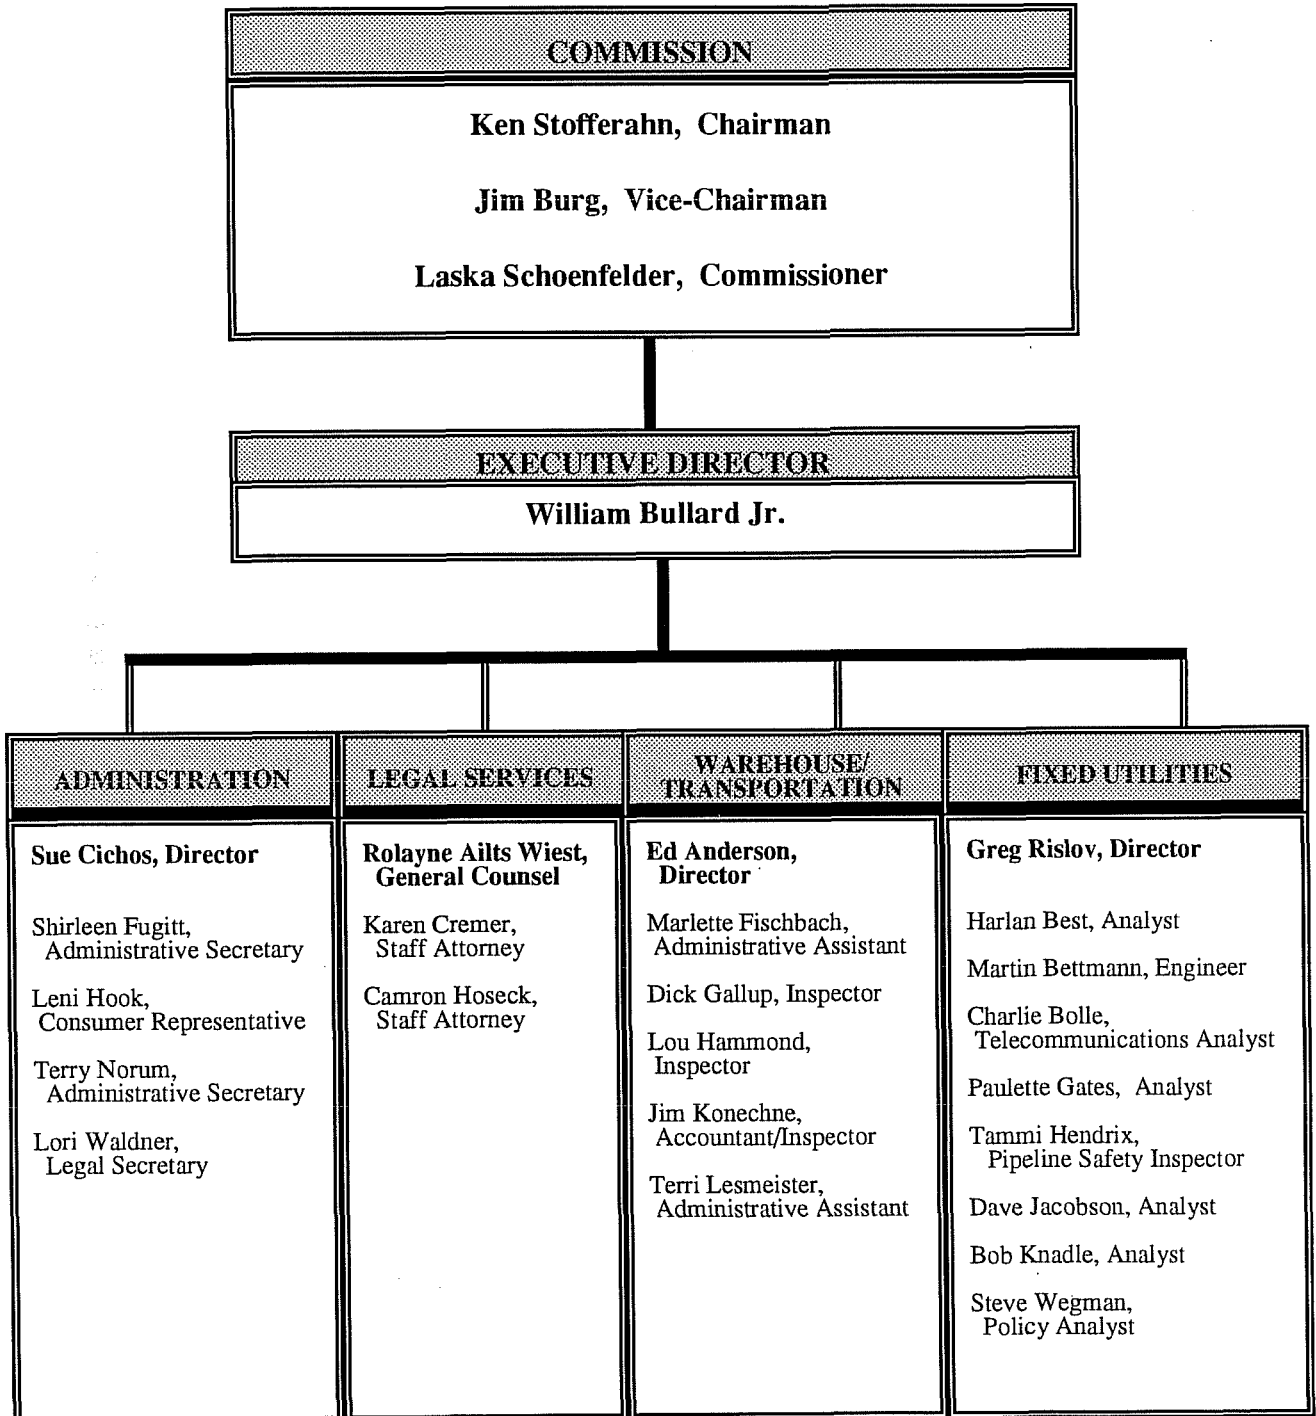 COMMISSION
Ken Stofferahn, Chairman
Jim Burg, Vice-Chairman
Laska Schoenfelder, Commissioner
EXECUTIVE DIRECTOR
William Bullard Jr.
ADMINISTRATION
Sue Cichos, Director
Shirleen Fugitt,
Administrative Secretary
Leni Hook,
Consumer Representative
Terry Norum,
Administrative Secretary
Lori Waldner,
Legal Secretary
LEGAL SERVICES
Rolayne Ailts Wiest,
General Counsel
Karen Cremer,
Staff Attorney
Camron Hoseck,
Staff Attorney
WAREHOUSE/
TRANSPORTATION
Ed Anderson,
Director
Marlette Fischbach,
Administrative Assistant
Dick Gallup, Inspector
Lou Hammond,
Inspector
Jim Konechne,
Accountant/Inspector
Terri Lesmeister,
Administrative Assistant
FIXED UTILITIES
Greg Rislov, Director
Harlan Best, Analyst
Martin Bettmann, Engineer
Charlie Bolle,
Telecommunications Analyst
Paulette Gates, Analyst
Tammi Hendrix,
Pipeline Safety Inspector
Dave Jacobson, Analyst
Bob Knadle, Analyst
Steve Wegman,
Policy Analyst